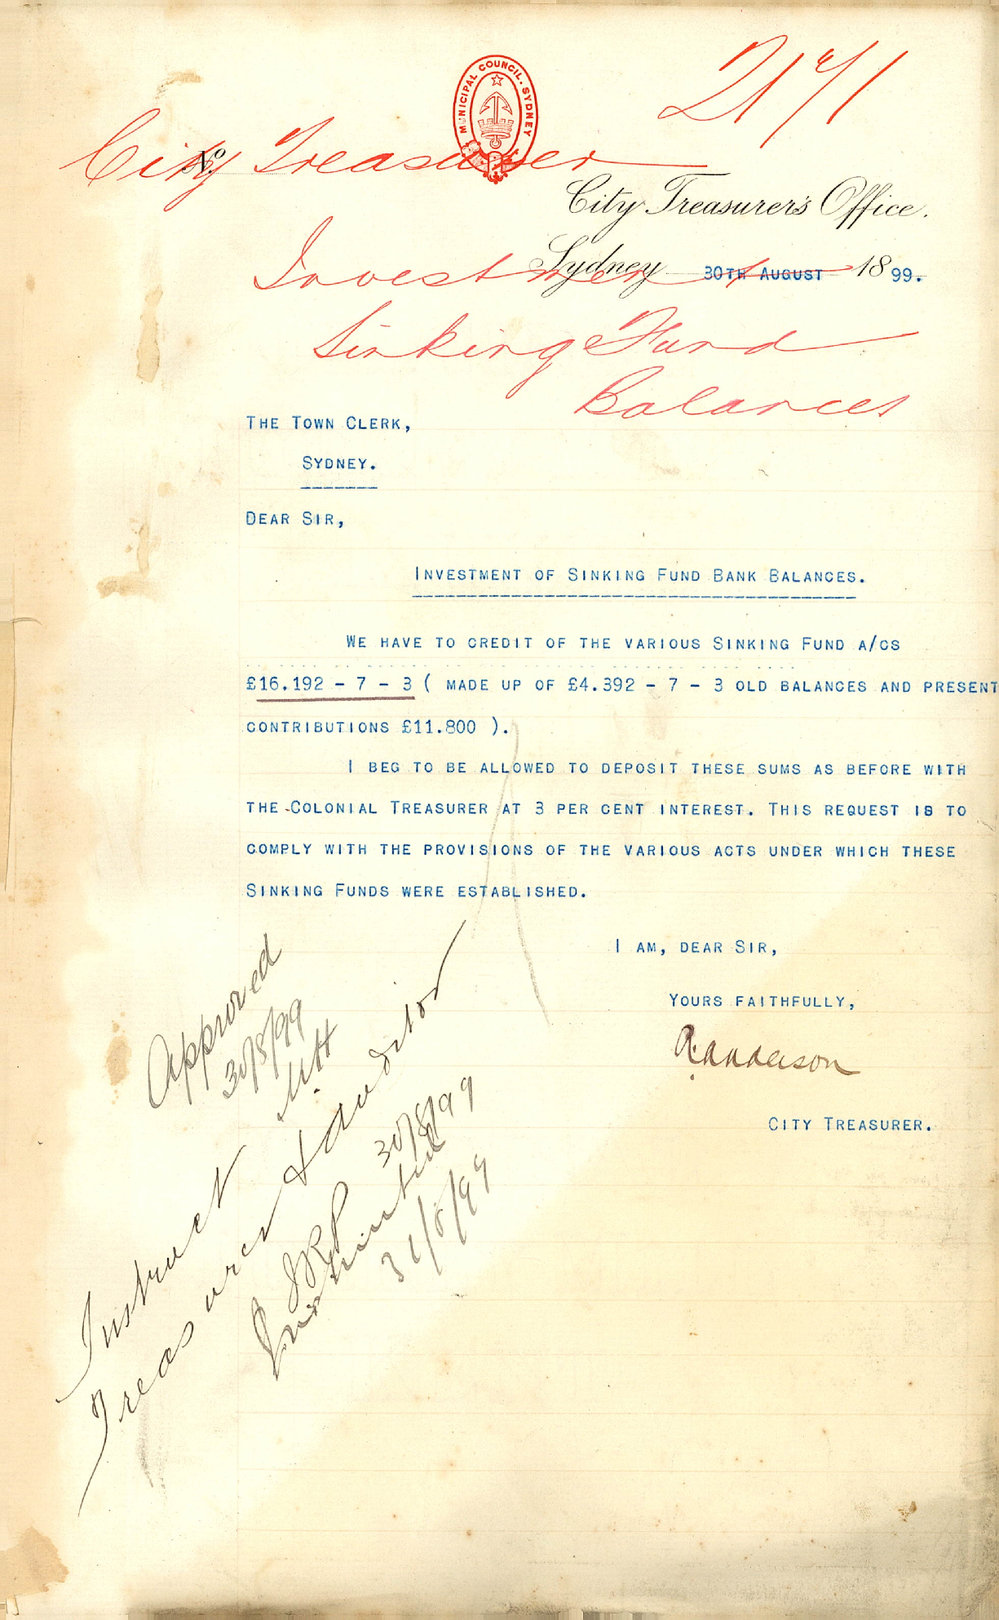 2171
MUNICIPAL COUNCIL. SYDNEY
City Treasurer
No
City Treasurer's Office.
Sydney 30TH AUGUST 1899.
Investment
Sinking Fund
Balances
THE TOWN CLERK,
SYDNEY.
DEAR SIR,
INVESTMENT OF SINKING FUND BANK BALANCES.
WE HAVE TO CREDIT OF THE VARIOUS SINKING FUND A/CS
£16.192 - 7 - 3 ( MADE UP OF £4.392 - 7 - 3 OLD BALANCES AND PRESENT
CONTRIBUTIONS £11.800 ).
I BEG TO BE ALLOWED TO DEPOSIT THESE SUMS AS BEFORE WITH
THE-COLONIAL TREASURER AT 3 PER CENT INTEREST. THIS REQUEST IS TO
COMPLY WITH THE PROVISIONS OF THE VARIOUS ACTS UNDER WHICH THESE
SINKING FUNDS WERE ESTABLISHED.
I AM, DEAR SIR,
YOURS FAITHFULLY,
R. Anderson
CITY TREASURER.
Approved
30/8/99
Instruct
Treasurer & Auditor
30/8/99
31/8/99